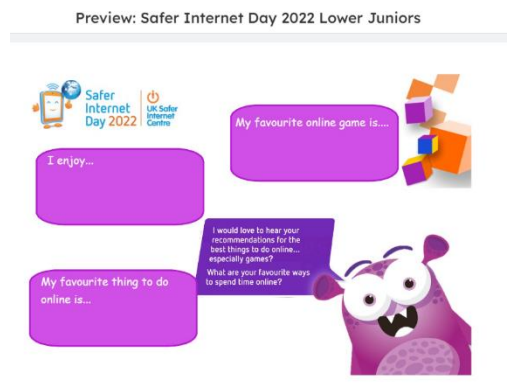 Preview: Safer Internet Day 2022 Lower Juniors
Safer
Internet
Day 2022
UK Safer
Internet
Centre
My favourite online game is....
I enjoy...
I would love to hear your
recommendations for the
best things to do online...
especially games?
What are your favourite ways
to spend time online?
My favourite thing to do
online is...